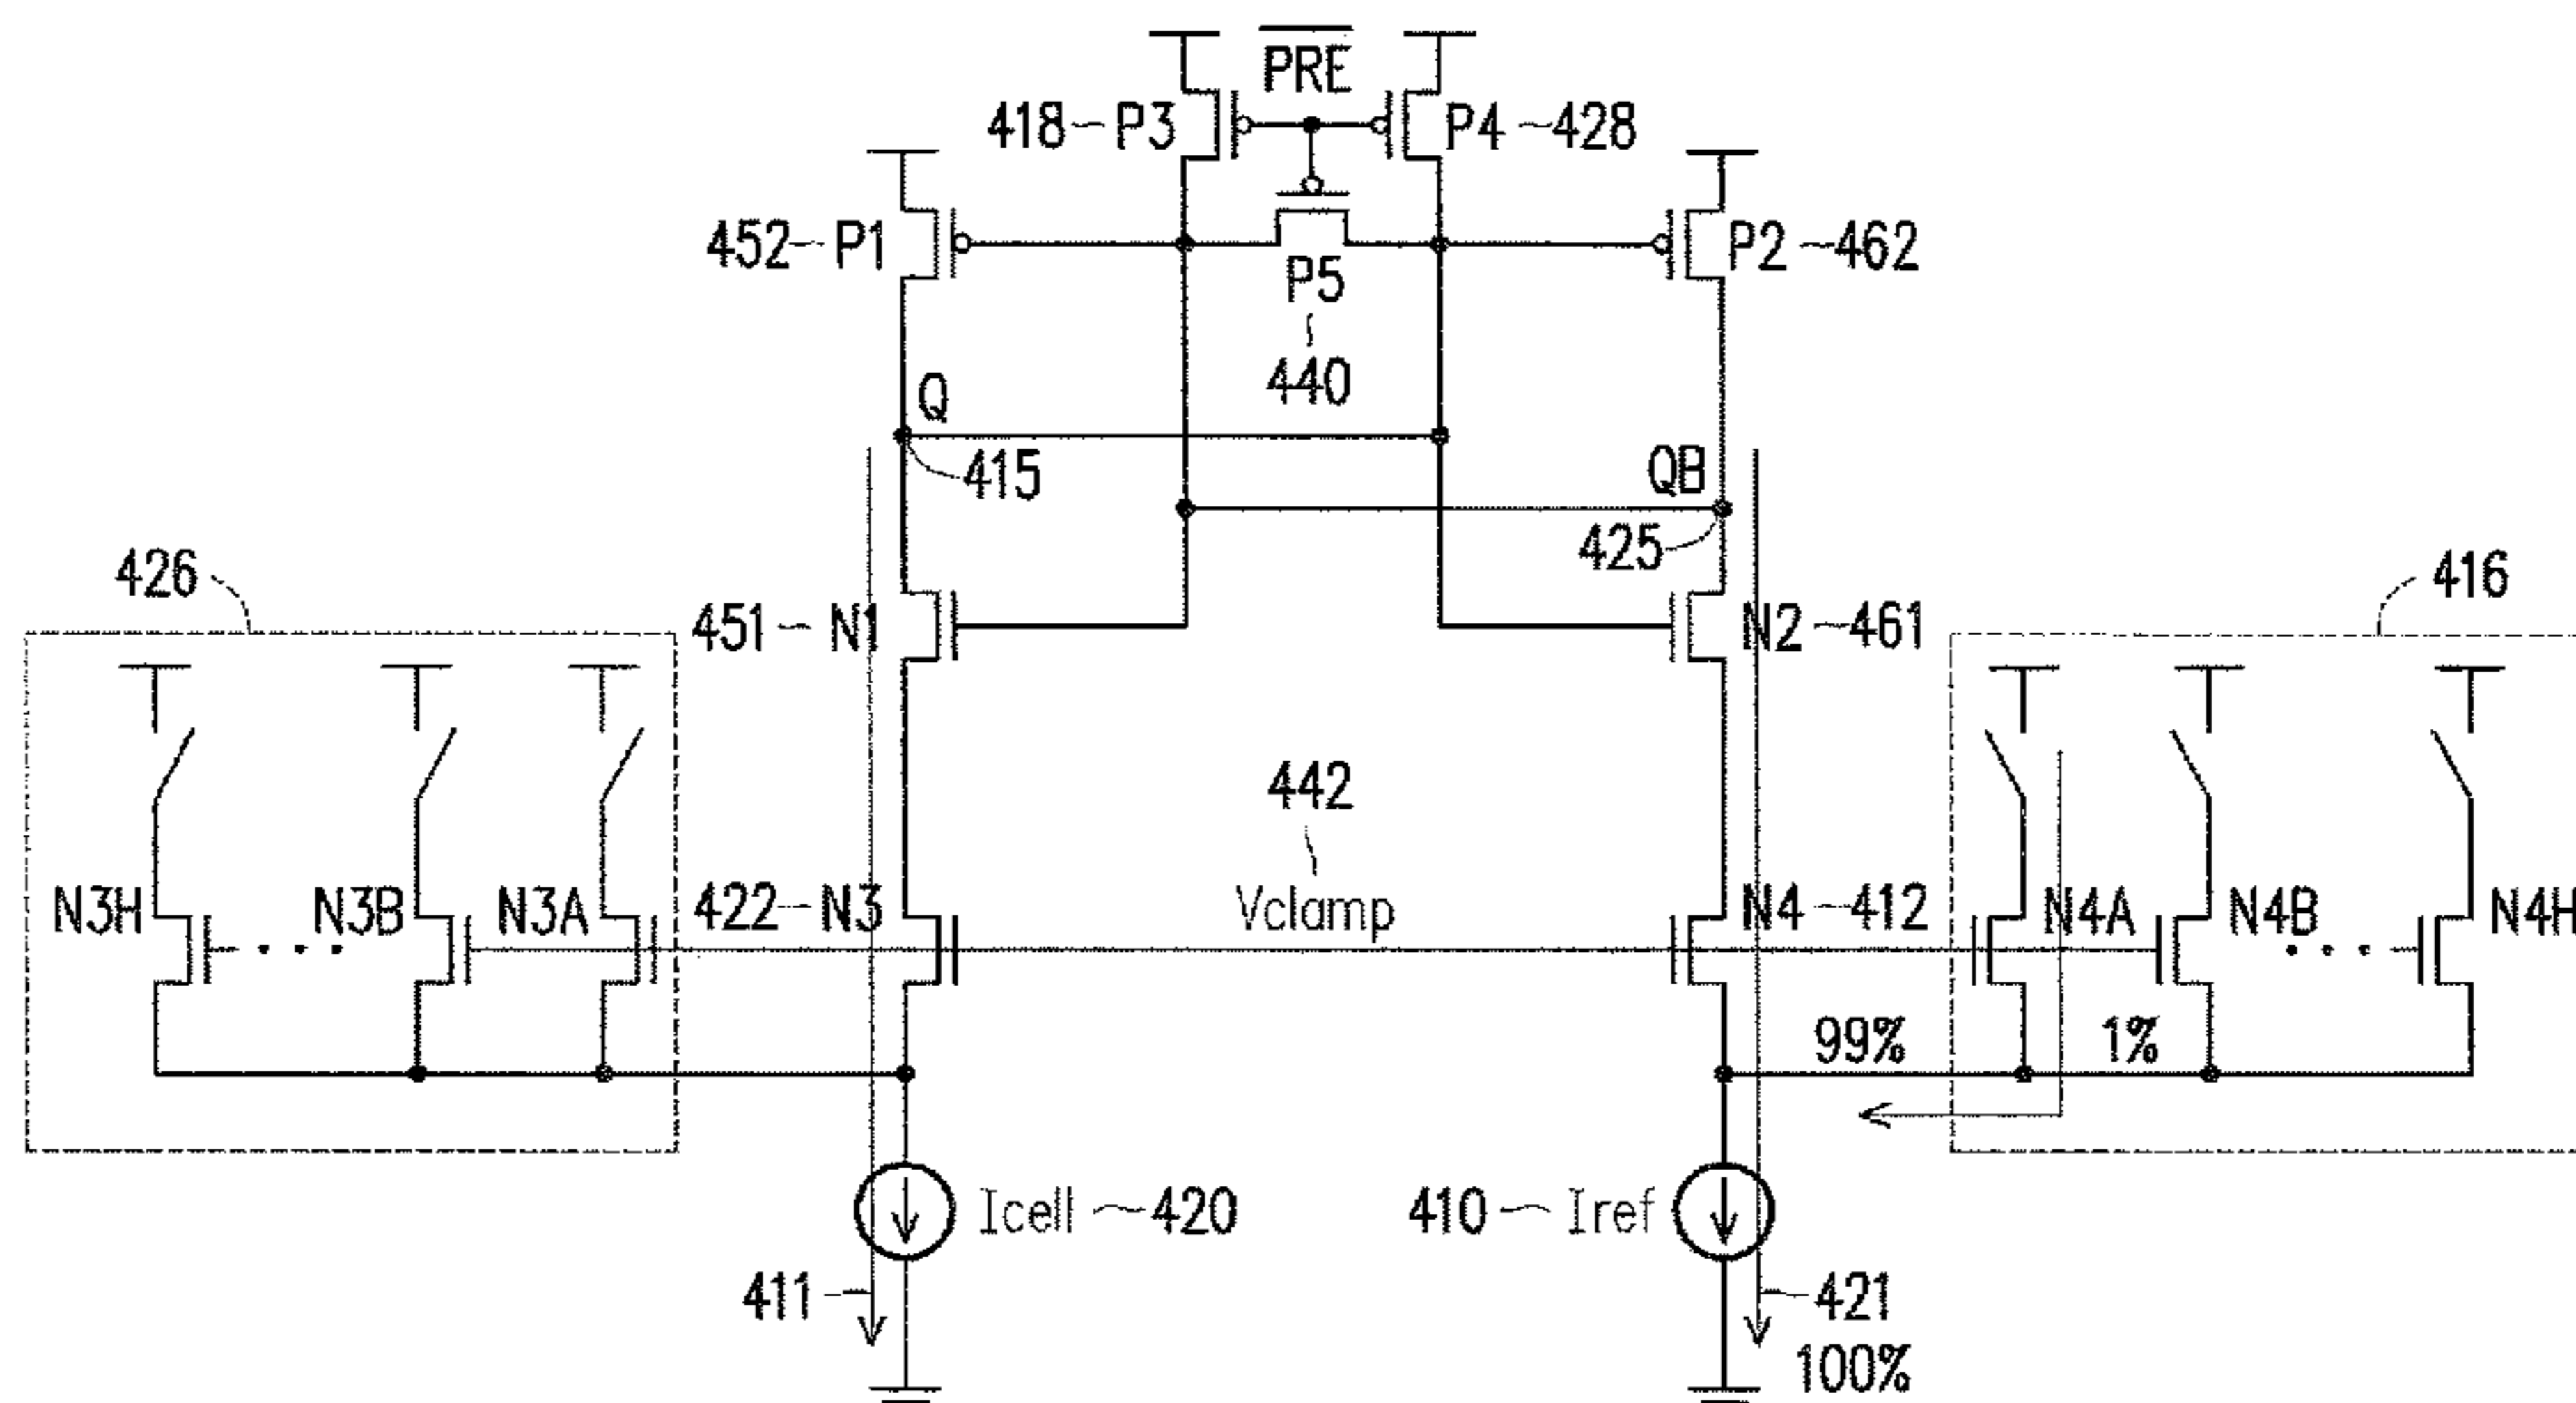 PRE
418 P3
P4 428
452 P1
P5
P2 462
440
Q
415
QB
425
426
416
451 N1
N2 461
442
Vclamp
N3H
N3B
N3A
422 N3
N4 412
N4A
N4B
N4H
99%
1%
Icell 420
410 Iref
411
421
100%